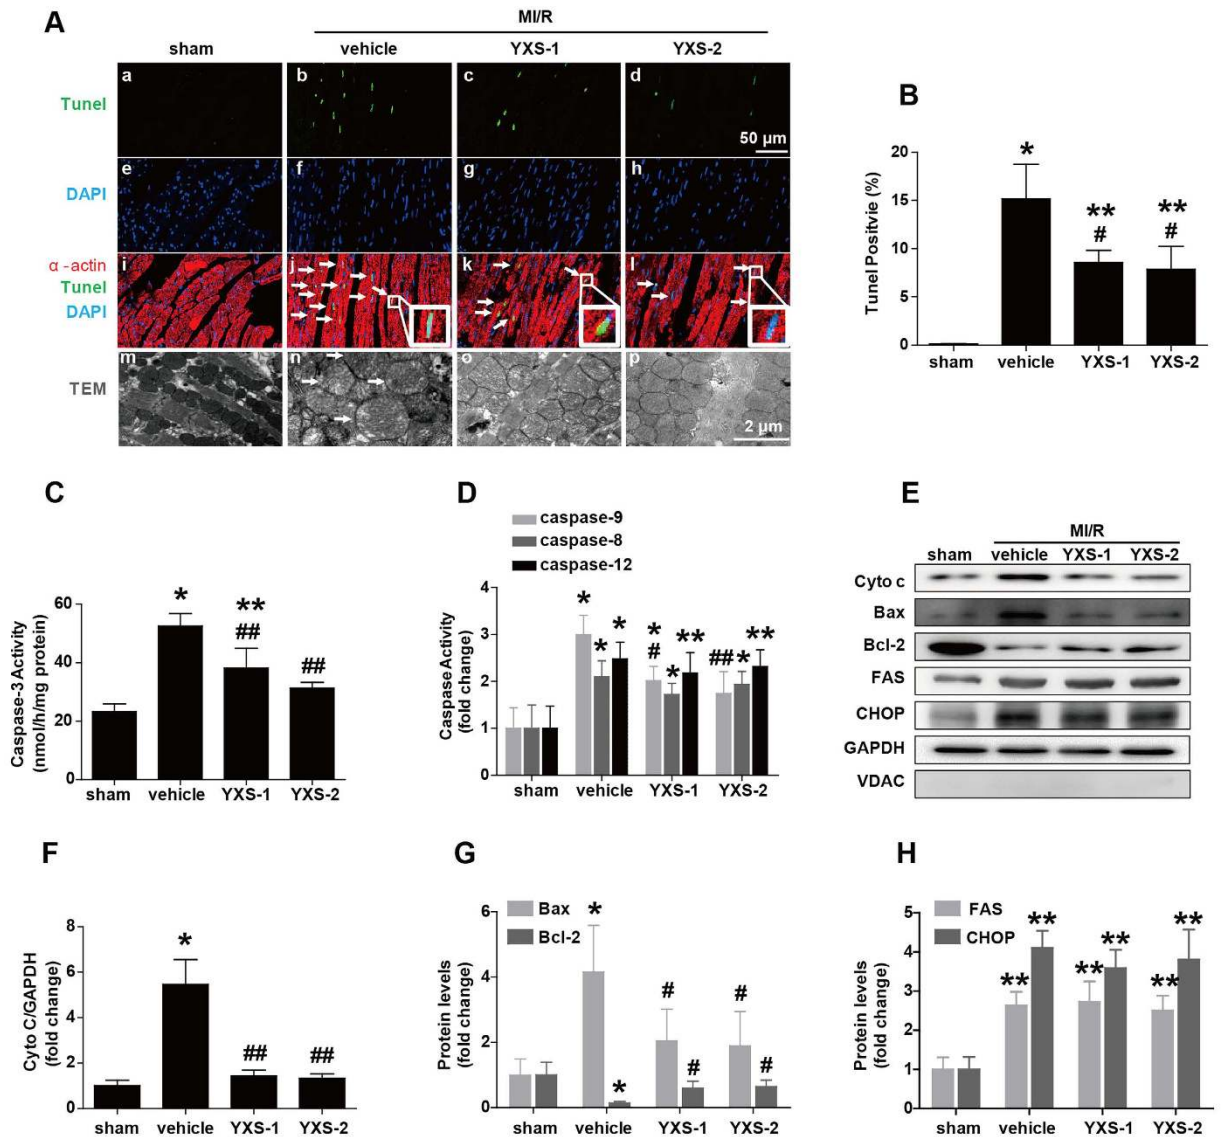 A
MI/R
sham vehicle YXS-1 YXS-2
Tunel
a b c d
50 μm
DAPI
e f g h
α-actin
Tunel
DAPI
i j k l
TEM
m n o p
2 μm
B
Tunel Positvie (%)
20
15
10
5
0
* ** # ** #
sham vehicle YXS-1 YXS-2
C
Caspase-3 Activity
(nmol/h/mg protein)
60
40
20
0
* ** ## ##
sham vehicle YXS-1 YXS-2
D
caspase-9
caspase-8
caspase-12
CaspaseActivity
(fold change)
4
3
2
1
0
* * * * # * ** ## * **
sham vehicle YXS-1 YXS-2
E
MI/R
sham vehicle YXS-1 YXS-2
Cyto c
Bax
Bcl-2
FAS
CHOP
GAPDH
VDAC
F
Cyto C/GAPDH
(fold change)
8
6
4
2
0
* ## ##
sham vehicle YXS-1 YXS-2
G
Bax
Bcl-2
Protein levels
(fold change)
6
4
2
0
* * # # # #
sham vehicle YXS-1 YXS-2
H
FAS
CHOP
Protein levels
(fold change)
5
4
3
2
1
0
** ** ** ** ** **
sham vehicle YXS-1 YXS-2